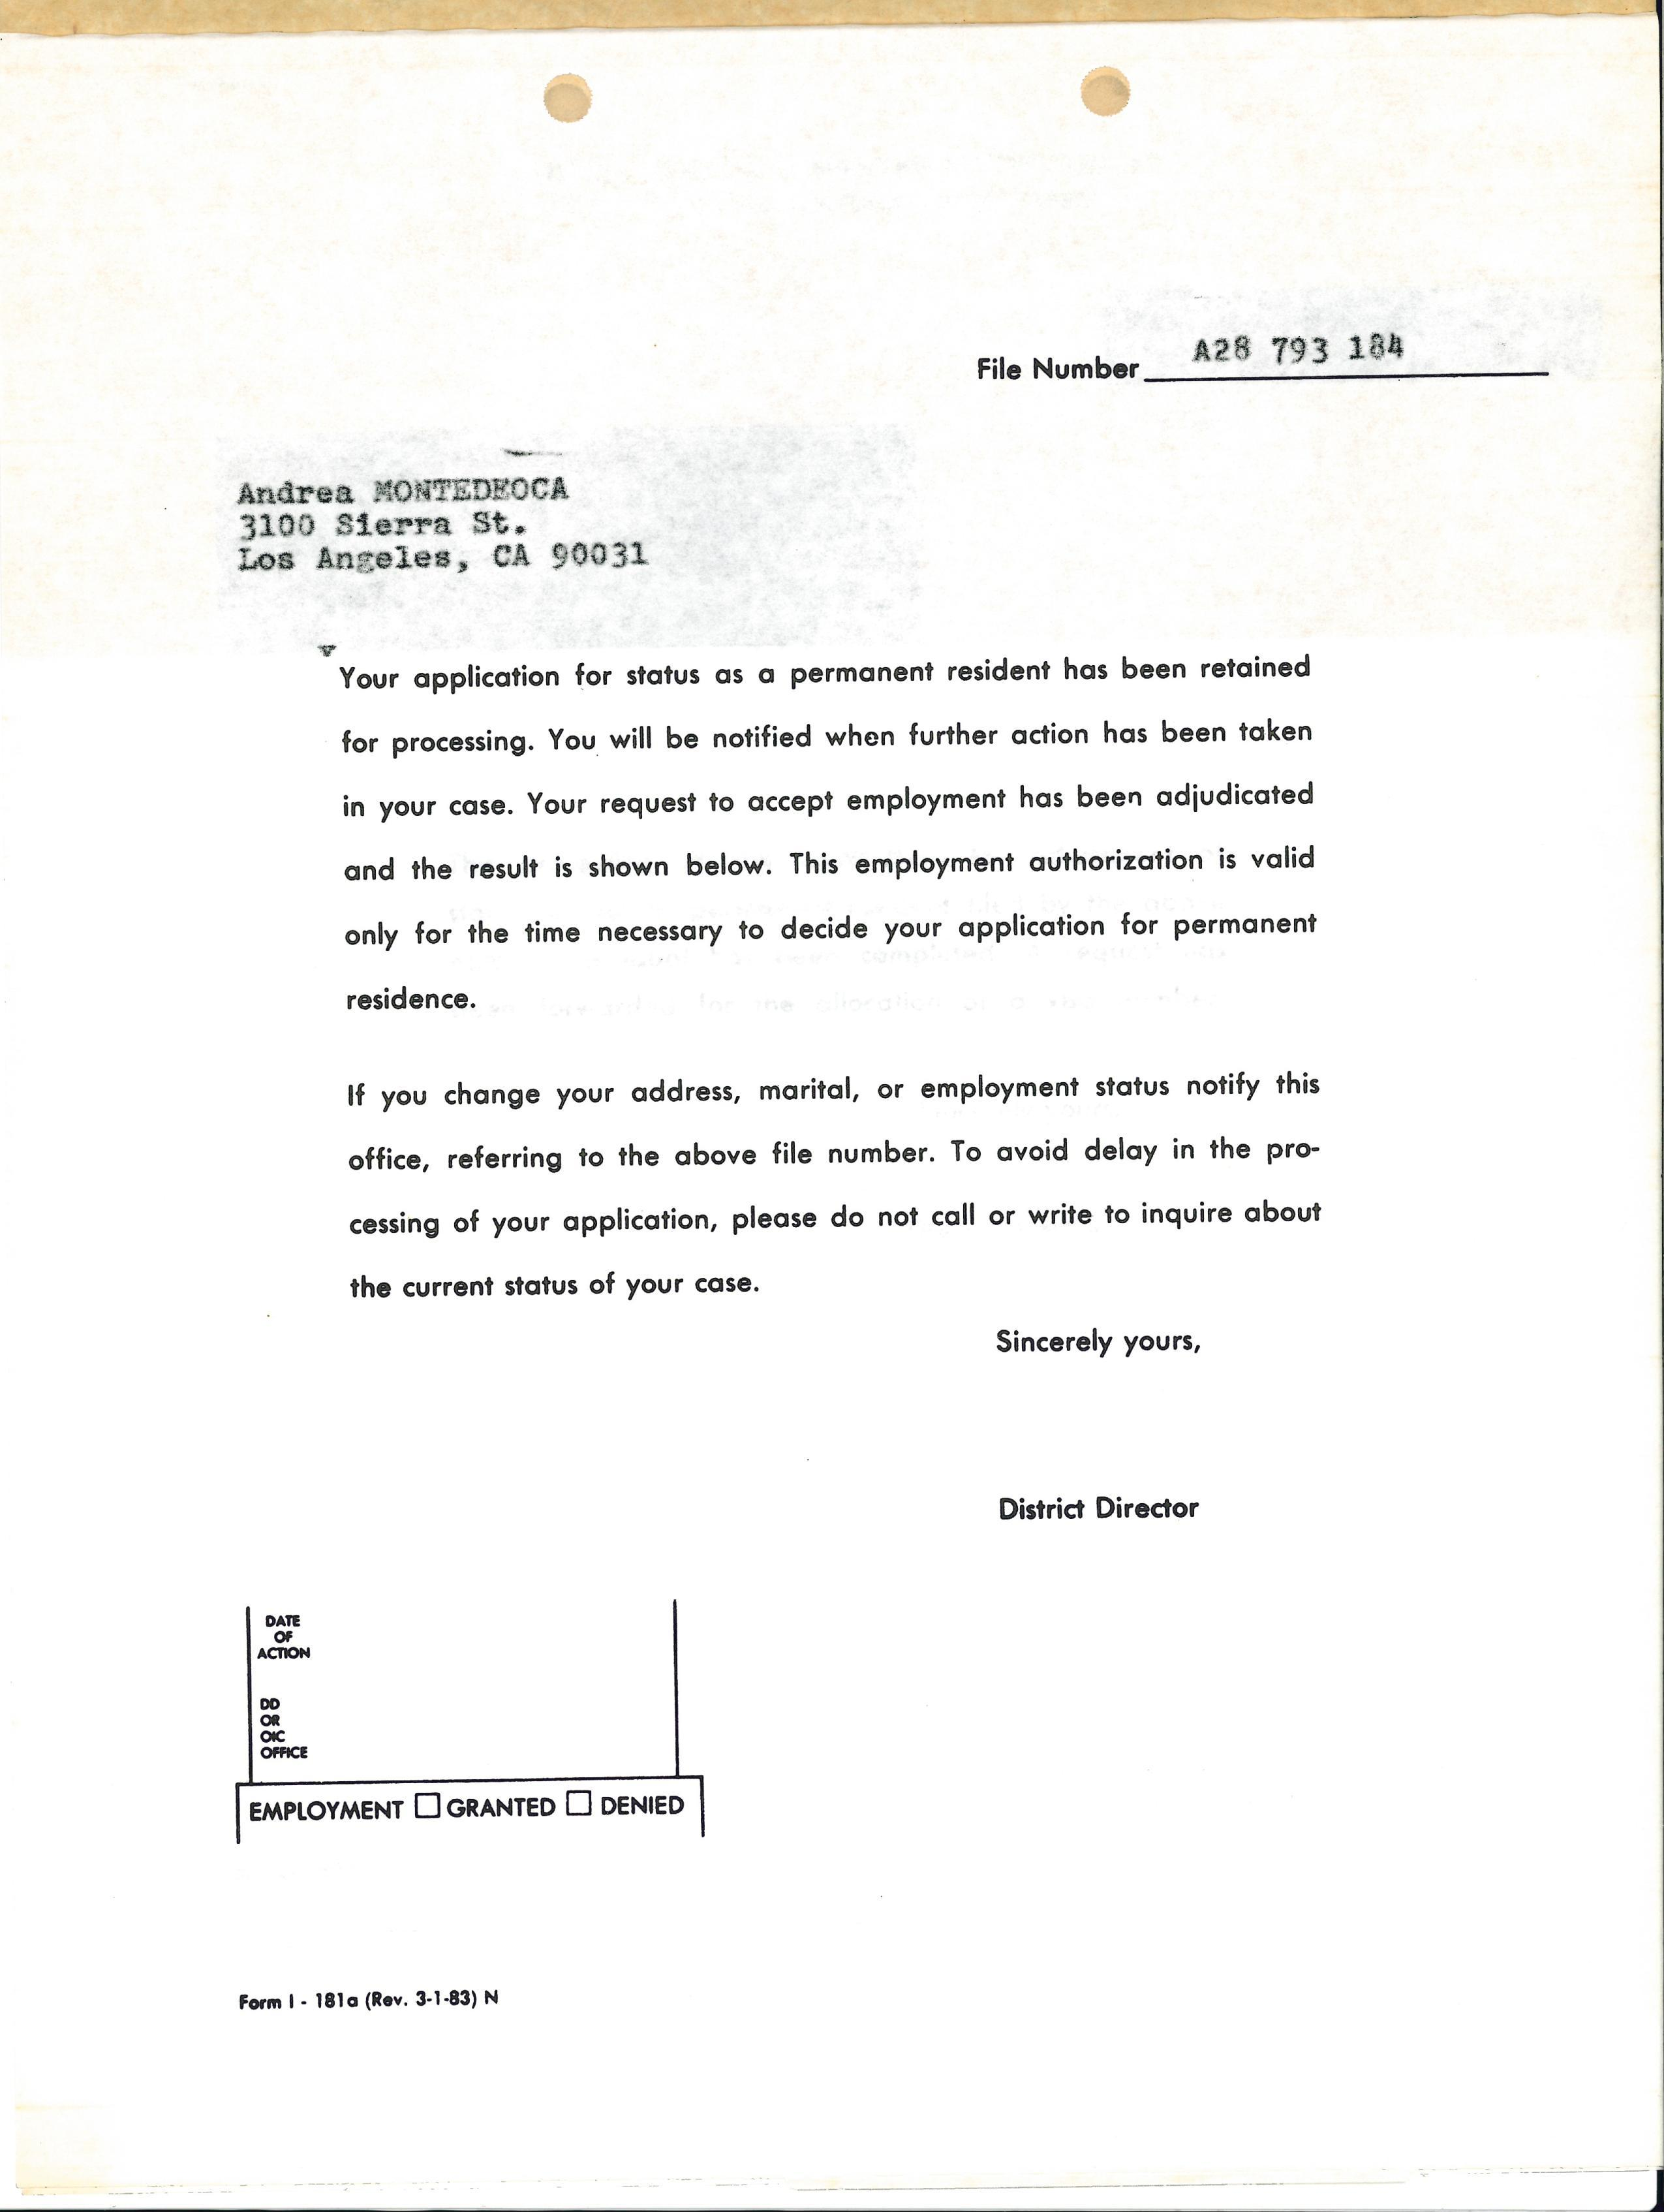 File Number A28 793 184
Andrea MONTEDEOCA
3100 Sierra St.
Los Angeles, CA 90031
Your application for status as a permanent resident has been retained
for processing. You will be notified when further action has been taken
in your case. Your request to accept employment has been adjudicated
and the result is shown below. This employment authorization is valid
only for the time necessary to decide your application for permanent
residence.
If you change your address, marital, or employment status notify this
office, referring to the above file number. To avoid delay in the pro-
cessing of your application, please do not call or write to inquire about
the current status of your case.
Sincerely yours,
District Director
DATE
OF
ACTION
DD
OR
OIC
OFFICE
EMPLOYMENT ☐ GRANTED ☐ DENIED
Form I - 181a (Rev. 3-1-83) N